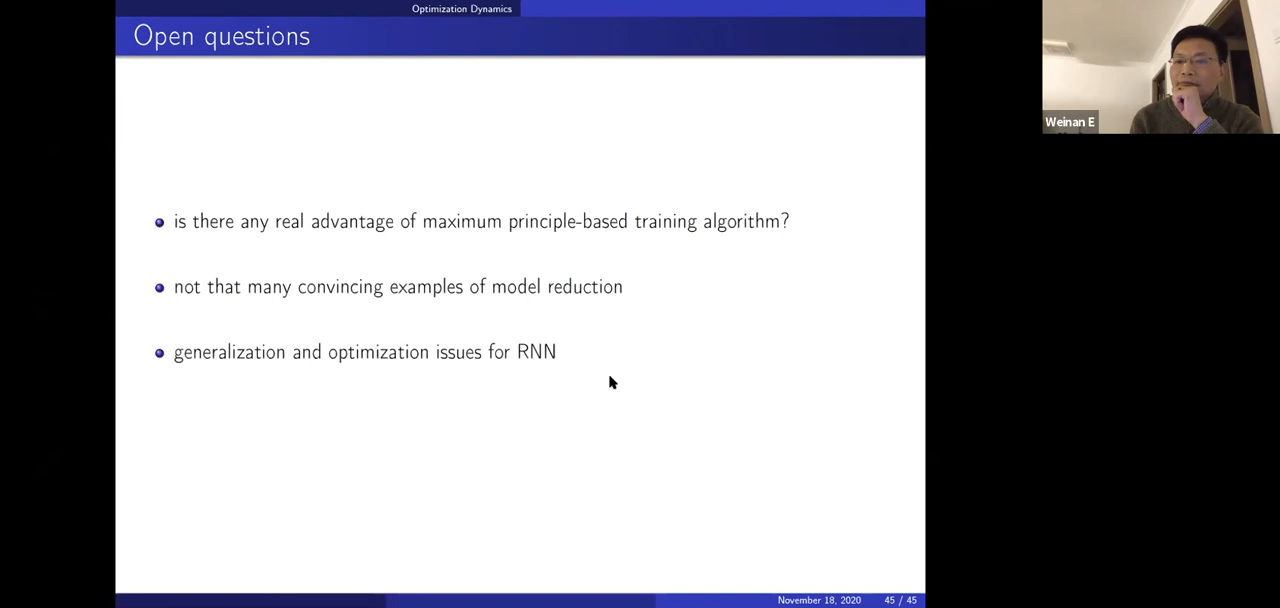 Optimization Dynamics
Open questions
is there any real advantage of maximum principle-based training algorithm?
not that many convincing examples of model reduction
generalization and optimization issues for RNN
November 18, 2020 45 / 45
Weinan E